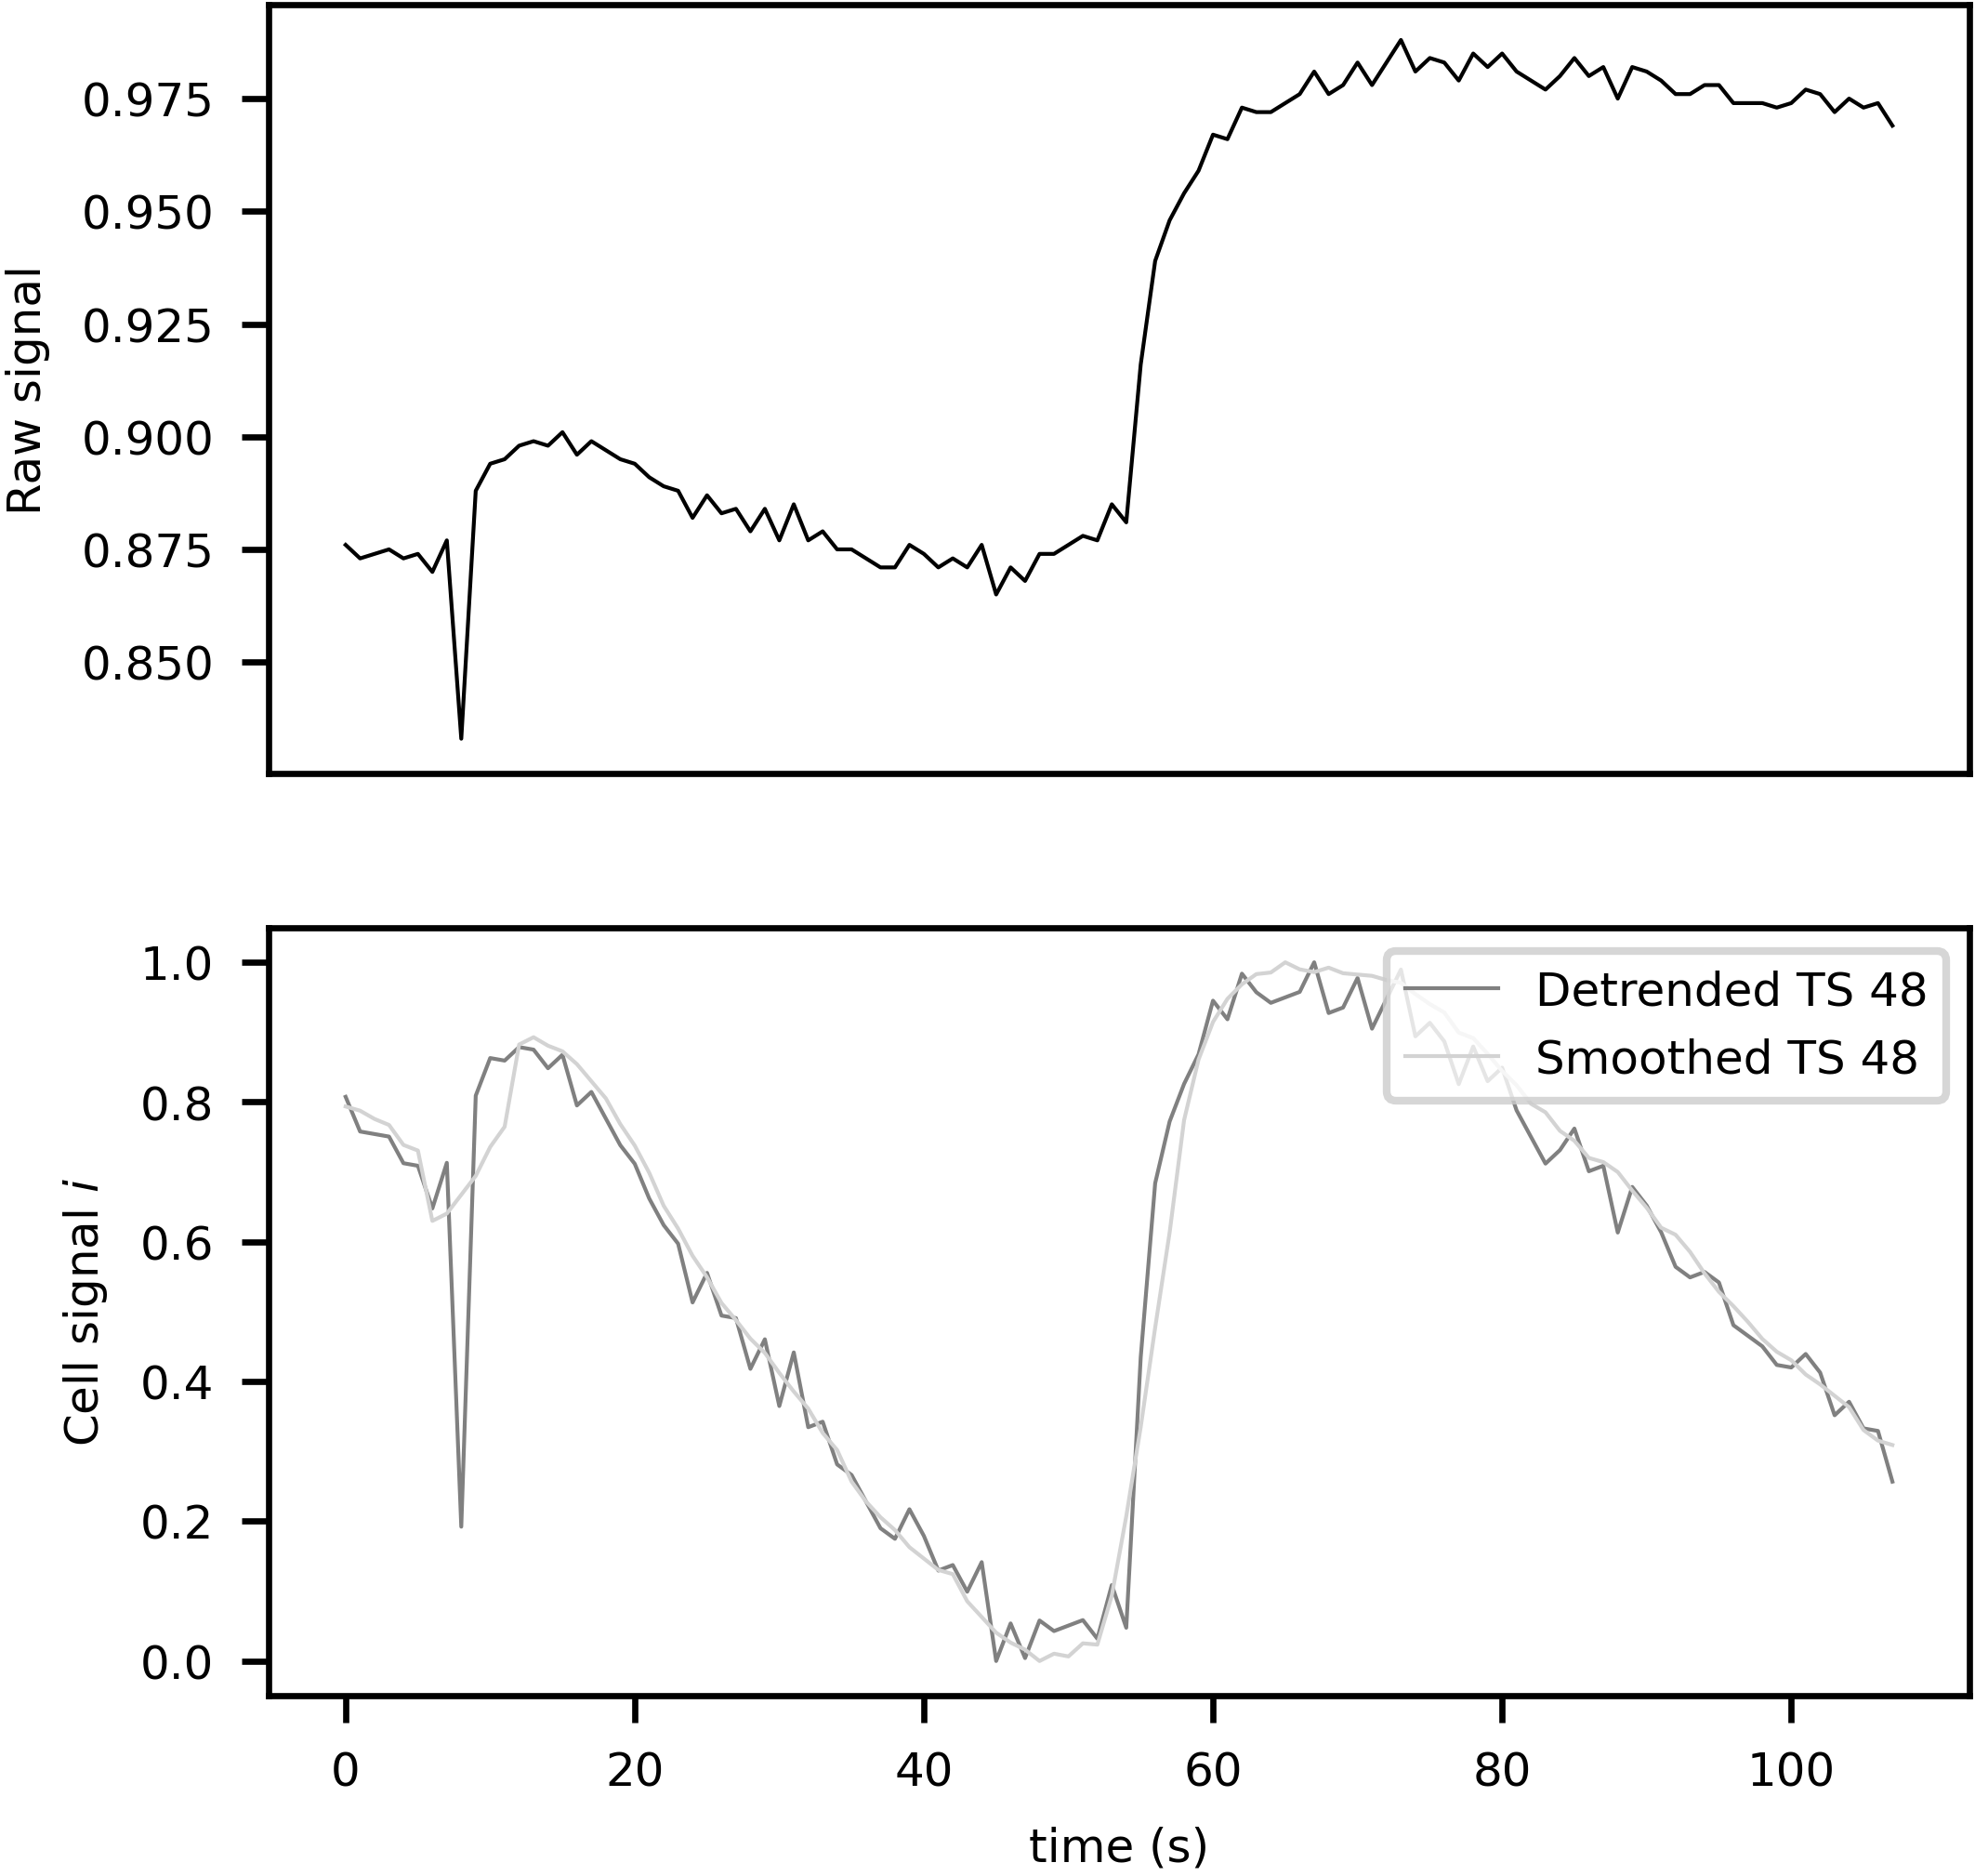 Raw signal
0.975
0.950
0.925
0.900
0.875
0.850
Cell signal i
1.0
0.8
0.6
0.4
0.2
0.0
Detrended TS 48
Smoothed TS 48
0 20 40 60 80 100
time (s)